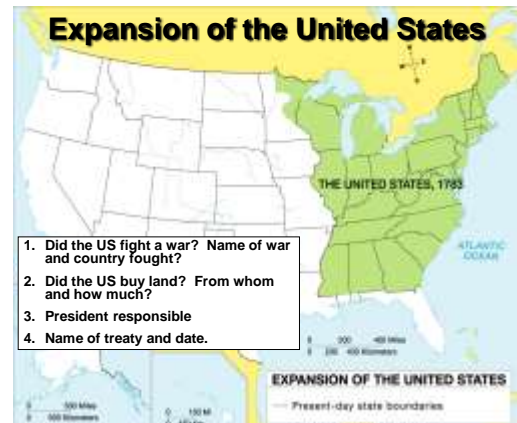 Expansion of the United States
THE UNITED STATES, 1783
1. Did the US fight a war? Name of war
and country fought?
2. Did the US buy land? From whom
and how much?
3. President responsible
4. Name of treaty and date.
ATLANTIC
OCEAN
EXPANSION OF THE UNITED STATES
Present-day state boundaries